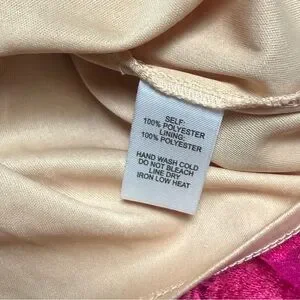 SELF:
100% POLYESTER
LINING:
100% POLYESTER
HAND WASH COLD
DO NOT BLEACH
LINE DRY
IRON LOW HEAT